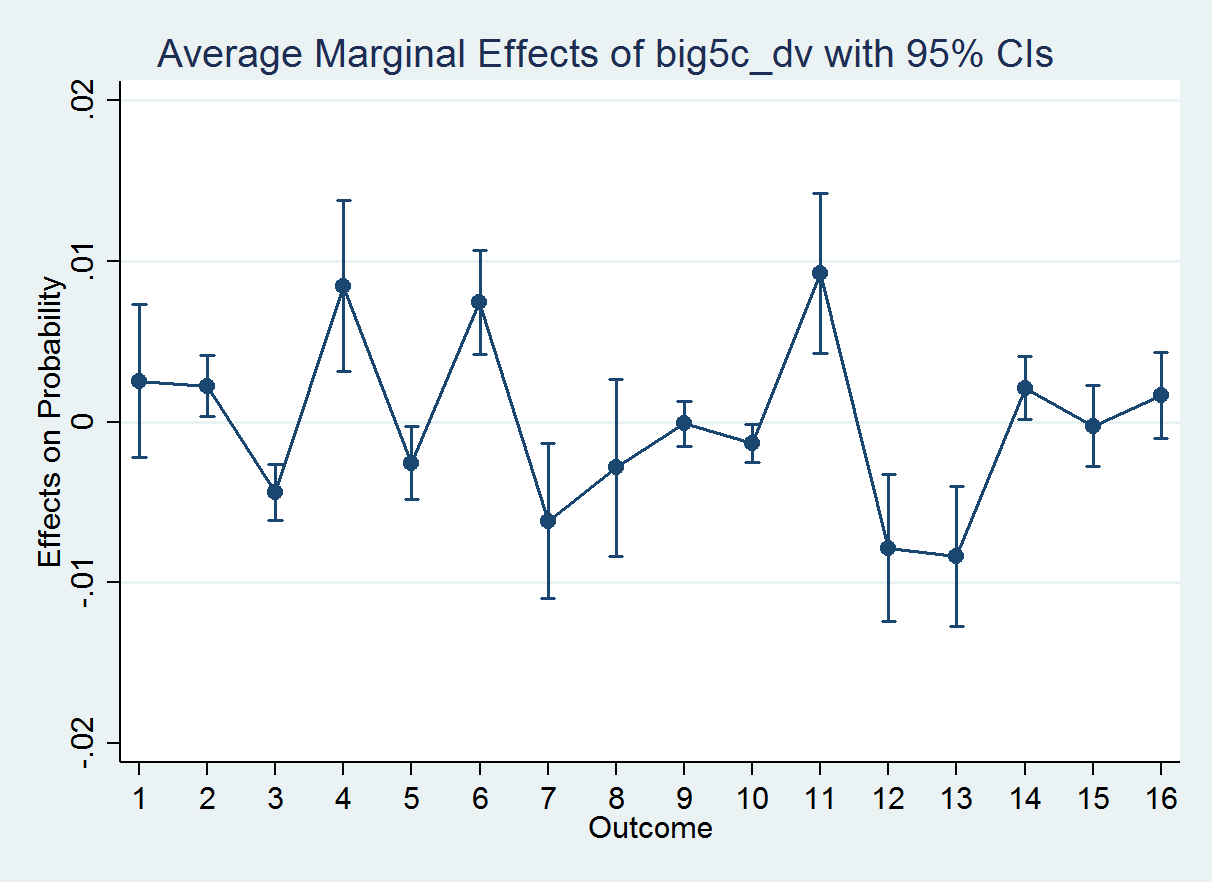 Average Marginal Effects of big5c_dv with 95% CIs
Effects on Probability
.02
.01
0
-.01
-.02
1 2 3 4 5 6 7 8 9 10 11 12 13 14 15 16
Outcome